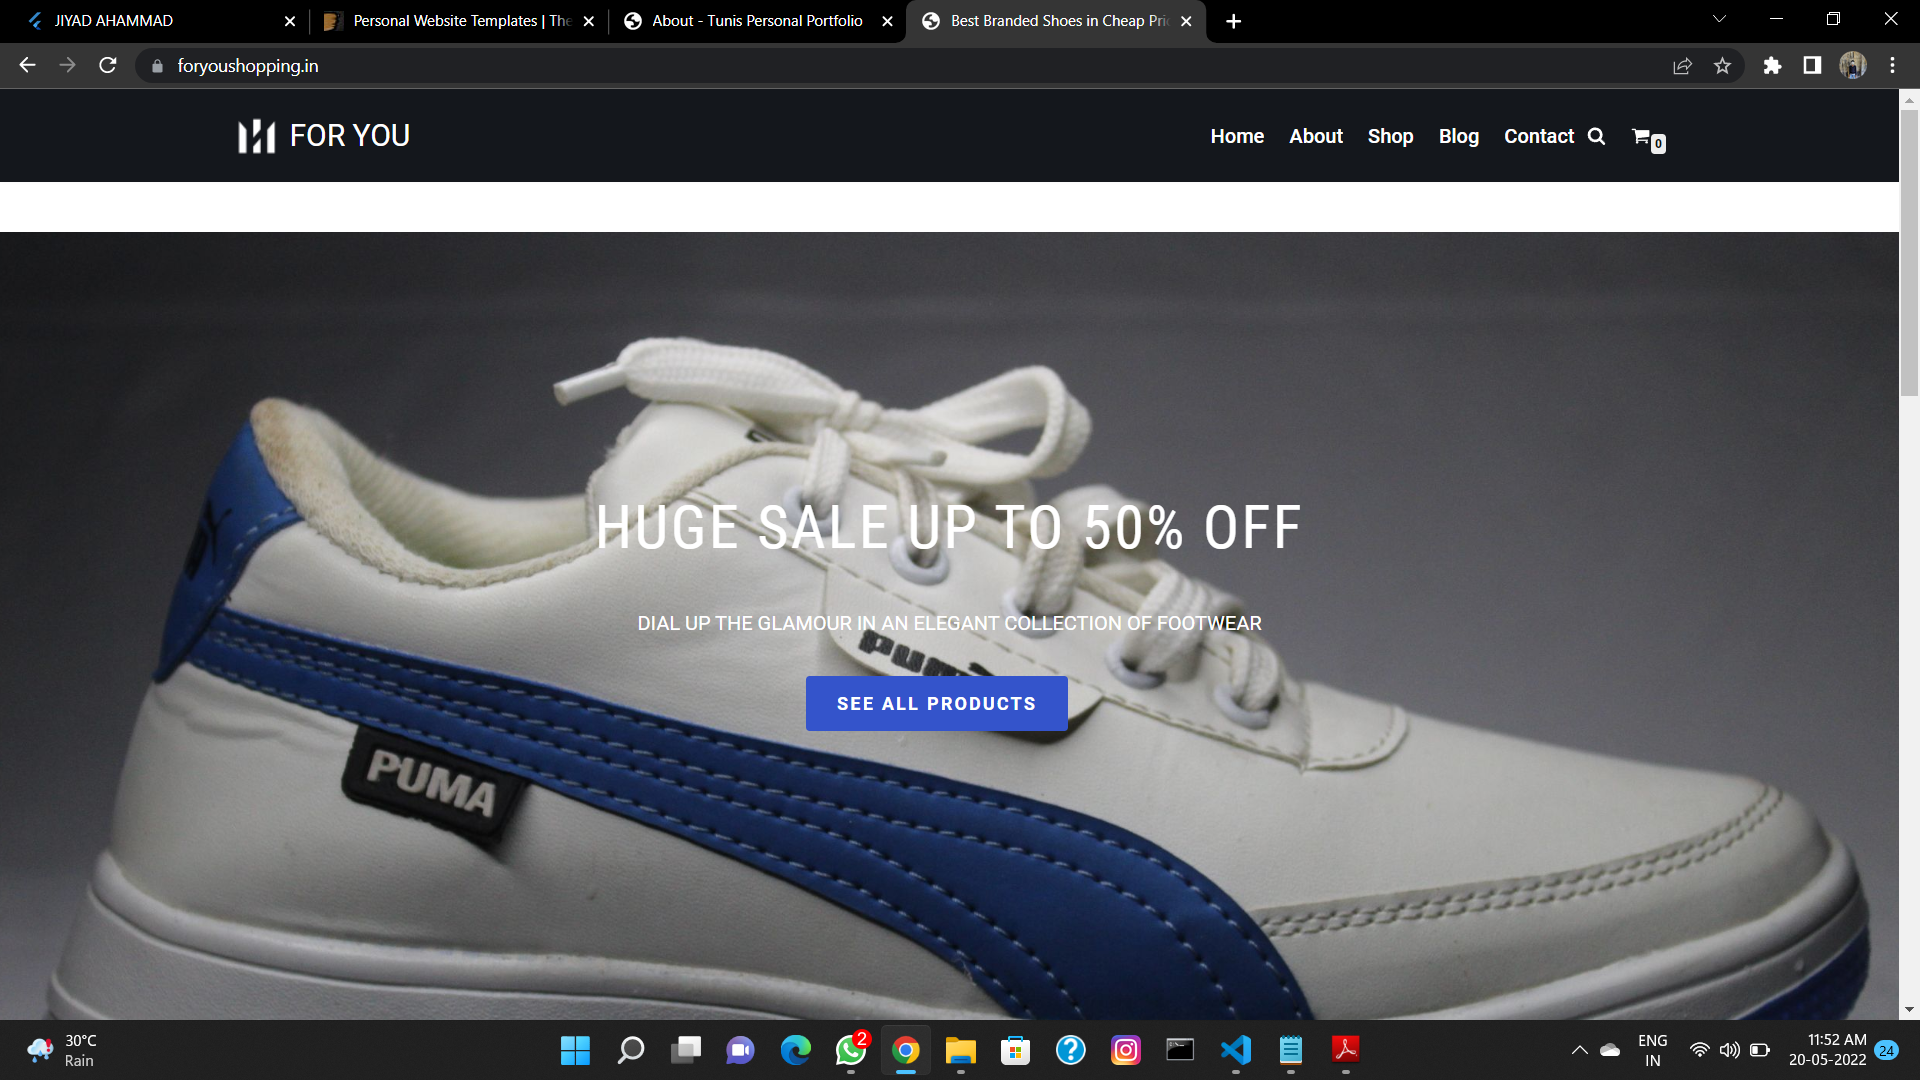 JIYAD AHAMMAD
Personal Website Templates | The
About - Tunis Personal Portfolio
Best Branded Shoes in Cheap Pri
foryoushopping.in
FOR YOU
Home About Shop Blog Contact
0
HUGE SALE UP TO 50% OFF
DIAL UP THE GLAMOUR IN AN ELEGANT COLLECTION OF FOOTWEAR
SEE ALL PRODUCTS
PUMA
30°C
Rain
2
ENG
IN
11:52 AM
20-05-2022
24